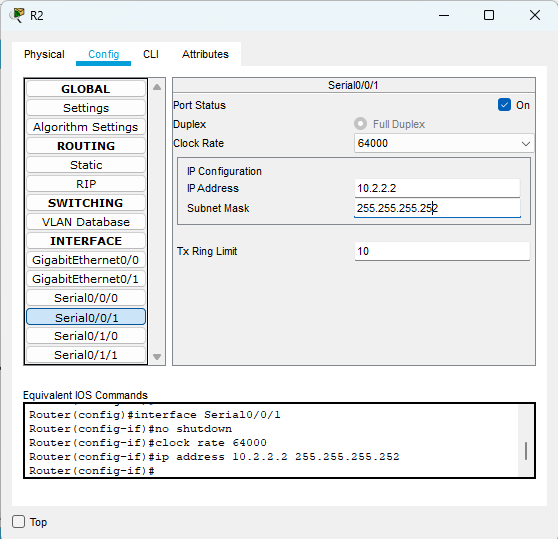 R2
Physical Config CLI Attributes
GLOBAL
Settings
Algorithm Settings
ROUTING
Static
RIP
SWITCHING
VLAN Database
INTERFACE
GigabitEthernet0/0
GigabitEthernet0/1
Serial0/0/0
Serial0/0/1
Serial0/1/0
Serial0/1/1
Serial0/0/1
Port Status On
Duplex Full Duplex
Clock Rate 64000
IP Configuration
IP Address 10.2.2.2
Subnet Mask 255.255.255.252
Tx Ring Limit 10
Equivalent IOS Commands
Router(config)#interface Serial0/0/1
Router(config-if)#no shutdown
Router(config-if)#clock rate 64000
Router(config-if)#ip address 10.2.2.2 255.255.255.252
Router(config-if)#
Top